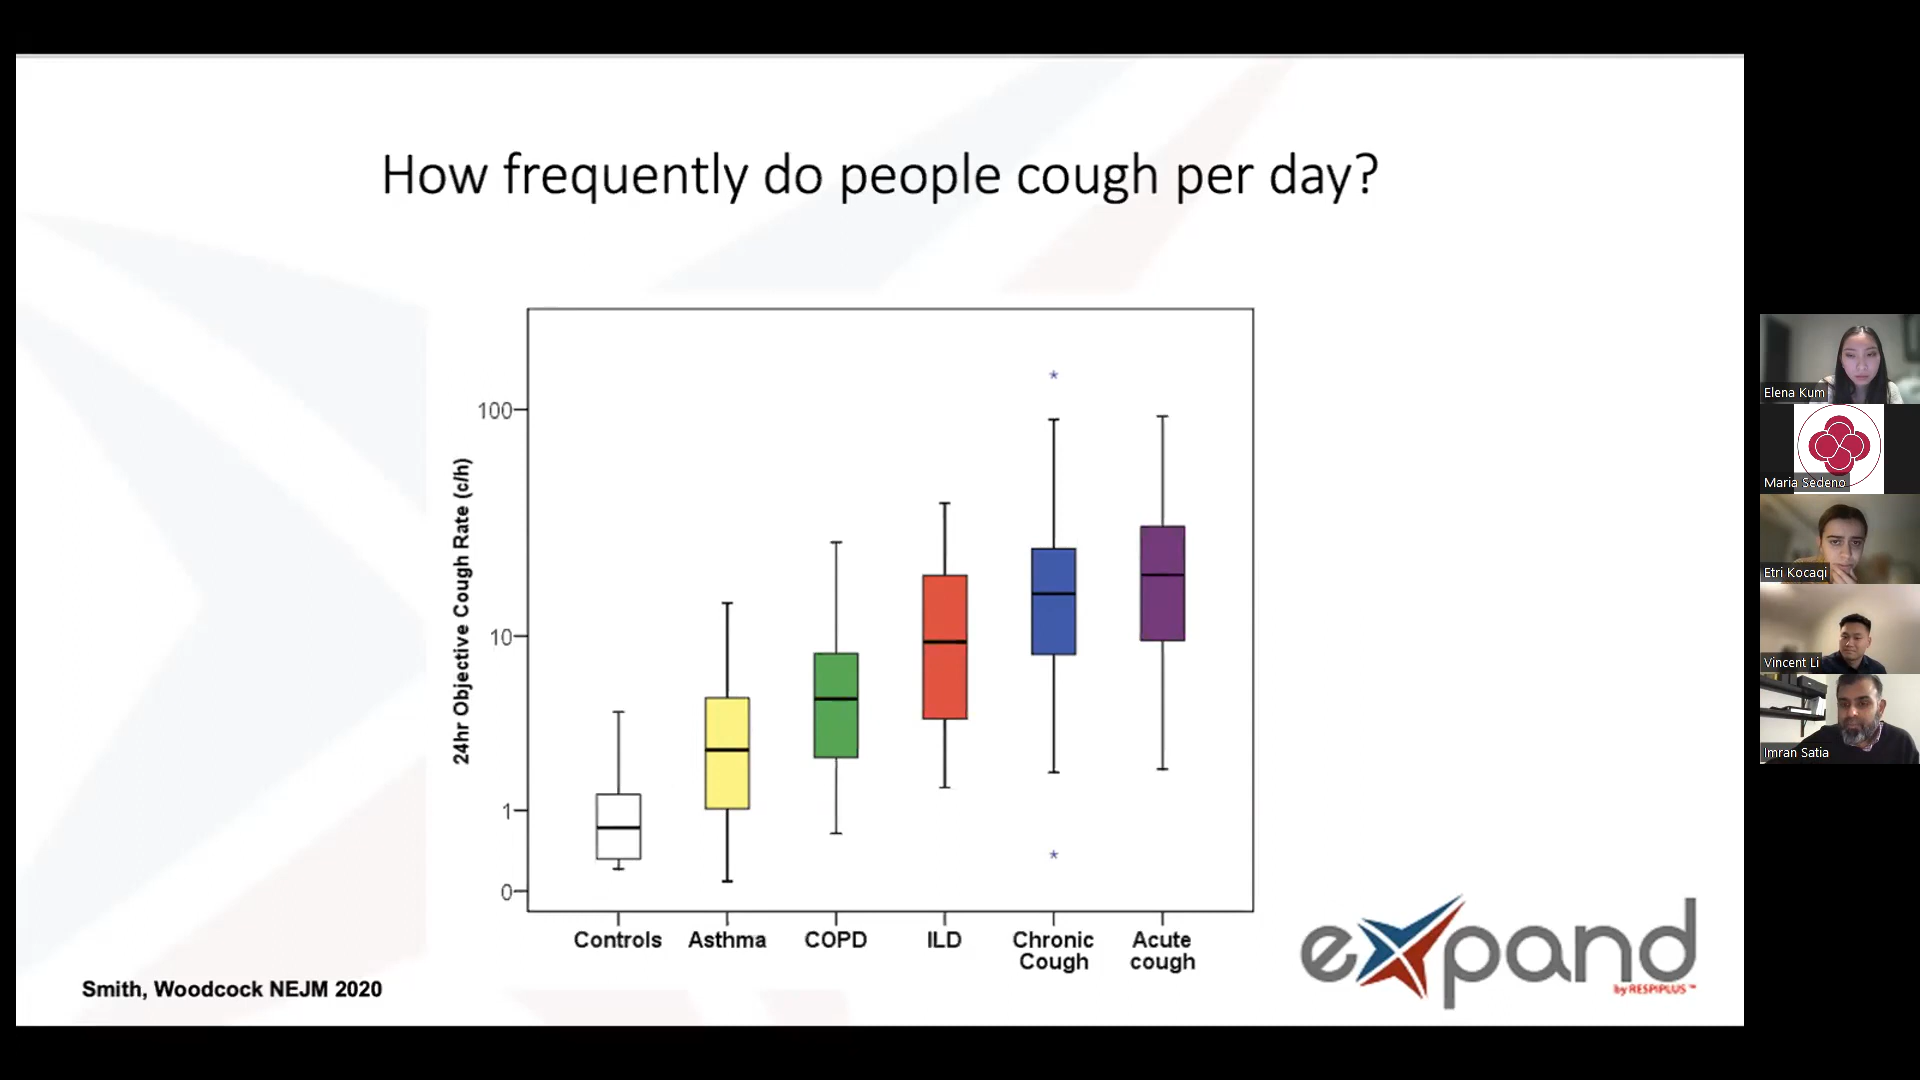 How frequently do people cough per day?
24hr Objective Cough Rate (c/h)
100
10
1
0
Controls
Asthma
COPD
ILD
Chronic
Cough
Acute
cough
Smith, Woodcock NEJM 2020
expand
by RESPIPLUS™
Elena Kum
Maria Sedeno
Etri Kocaqi
Vincent Li
Imran Satia